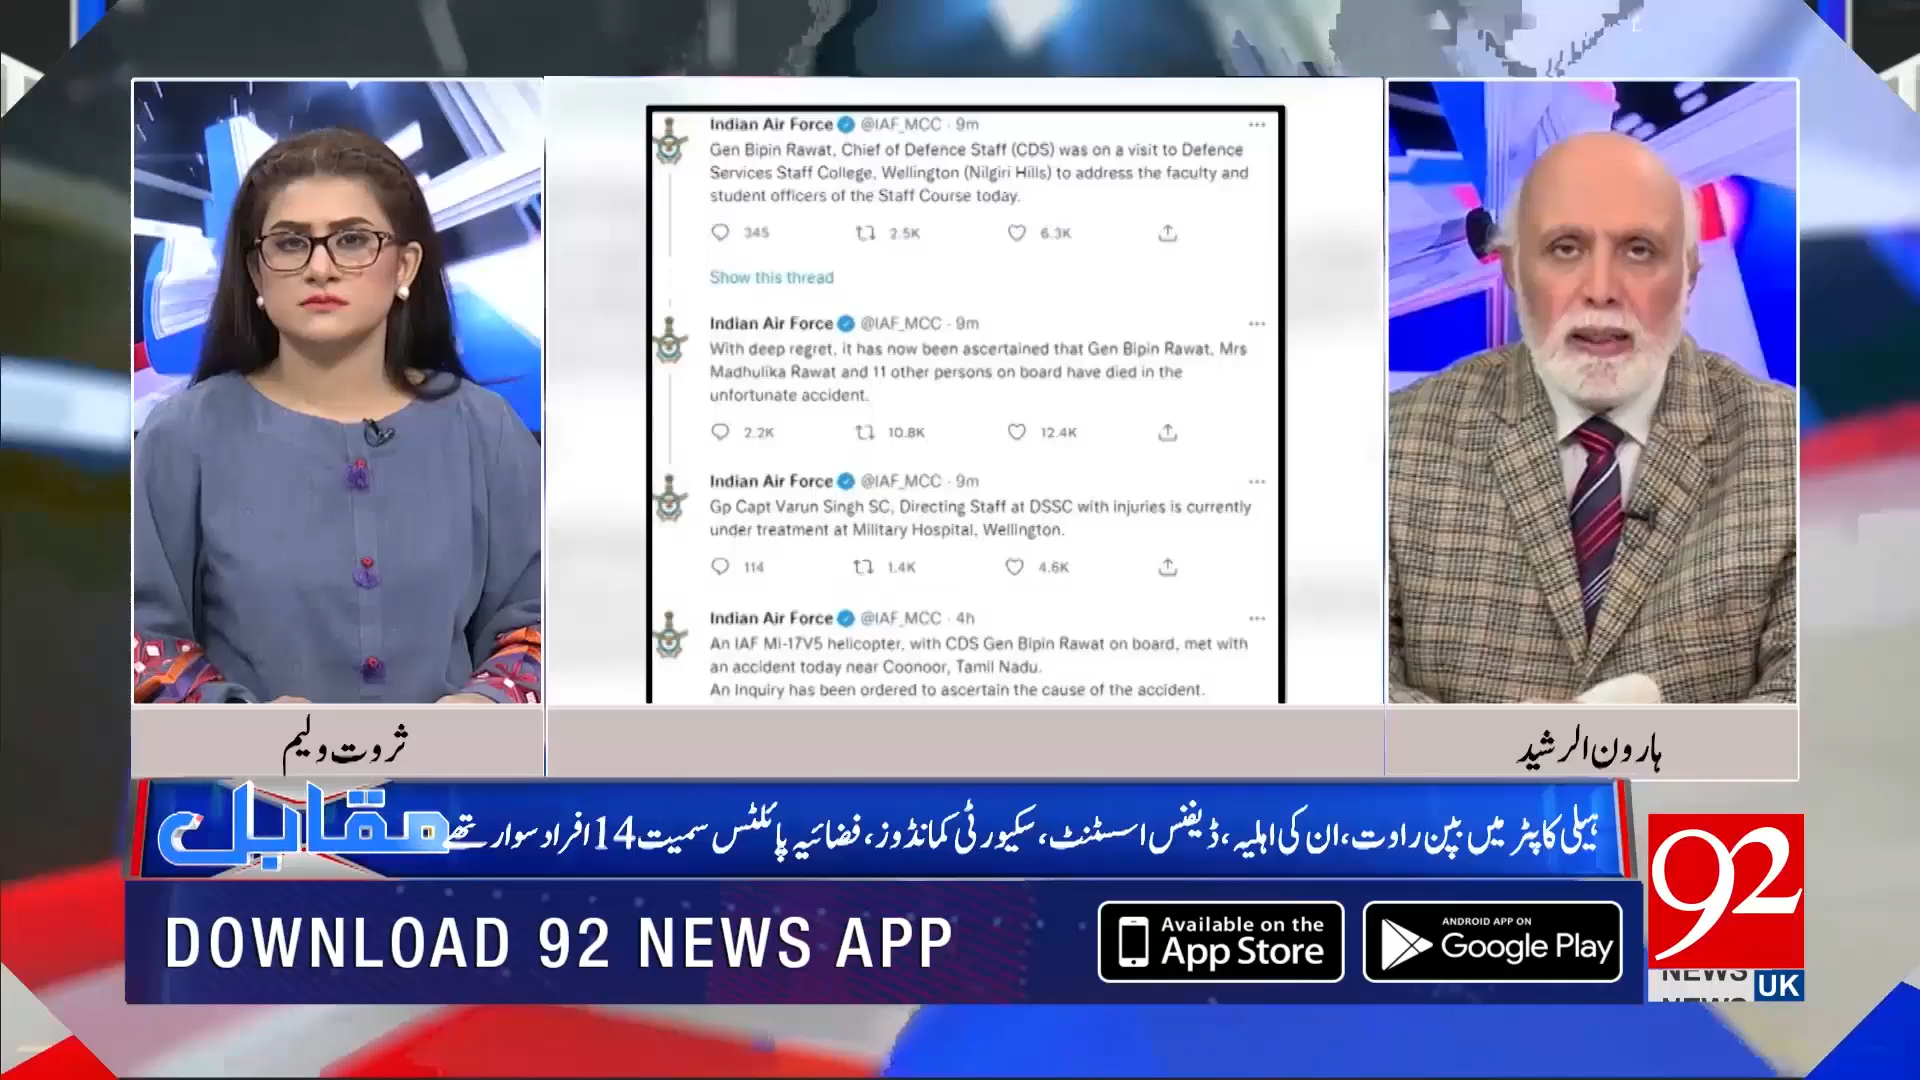 Indian Air Force @IAF_MCC · 9m
Gen Bipin Rawat, Chief of Defence Staff (CDS) was on a visit to Defence
Services Staff College, Wellington (Nilgiri Hills) to address the faculty and
student officers of the Staff Course today.
345 2.5K 6.3K
Show this thread
Indian Air Force @IAF_MCC · 9m
With deep regret, it has now been ascertained that Gen Bipin Rawat, Mrs
Madhulika Rawat and 11 other persons on board have died in the
unfortunate accident.
2.2K 10.8K 12.4K
Indian Air Force @IAF_MCC · 9m
Gp Capt Varun Singh SC, Directing Staff at DSSC with injuries is currently
under treatment at Military Hospital, Wellington.
114 1.4K 4.6K
Indian Air Force @IAF_MCC · 4h
An IAF Mi-17V5 helicopter, with CDS Gen Bipin Rawat on board, met with
an accident today near Coonoor, Tamil Nadu.
An Inquiry has been ordered to ascertain the cause of the accident.
ثروت ولیم
ہارون الرشید
مقابل
ہیلی کاپٹر میں بپن راوت، ان کی اہلیہ، ڈیفنس اسسٹنٹ، سکیورٹی کمانڈوز، فضائیہ پائلٹس سمیت 14 افراد سوار تھے
DOWNLOAD 92 NEWS APP
Available on the
App Store
ANDROID APP ON
Google Play
92
NEWS
NEWS
UK